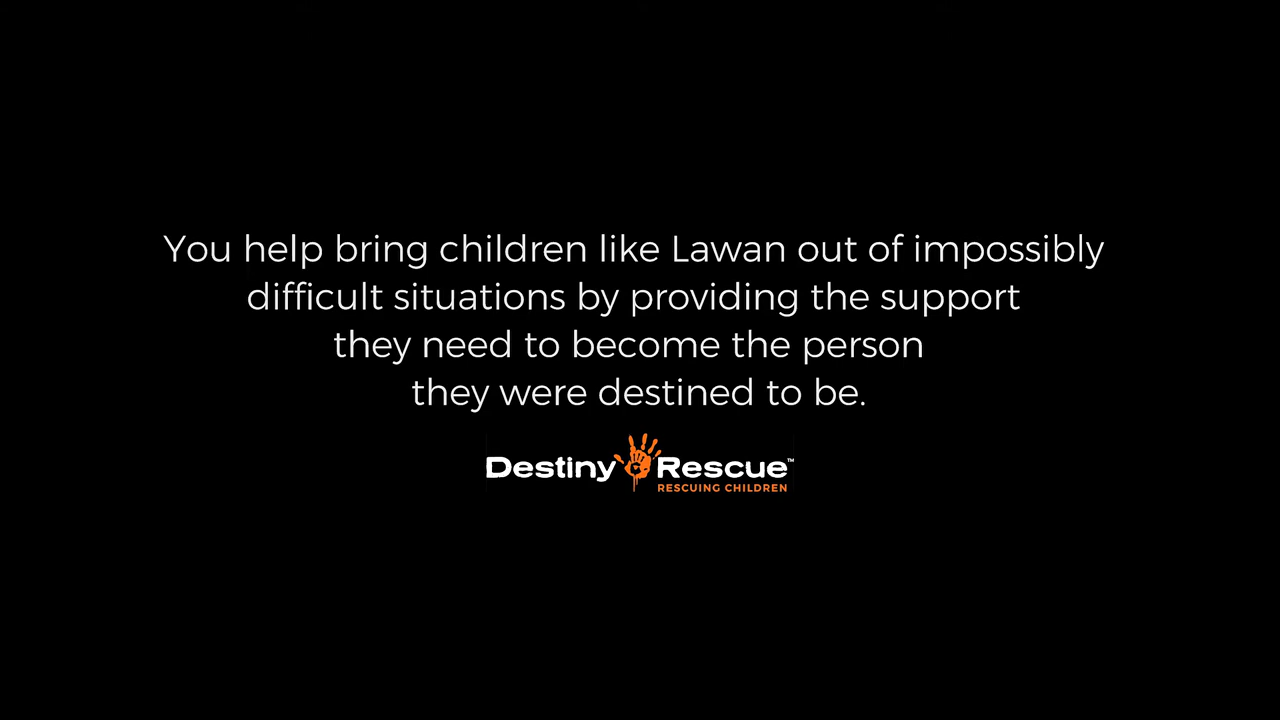 You help bring children like Lawan out of impossibly
difficult situations by providing the support
they need to become the person
they were destined to be.
Destiny Rescue™
RESCUING CHILDREN